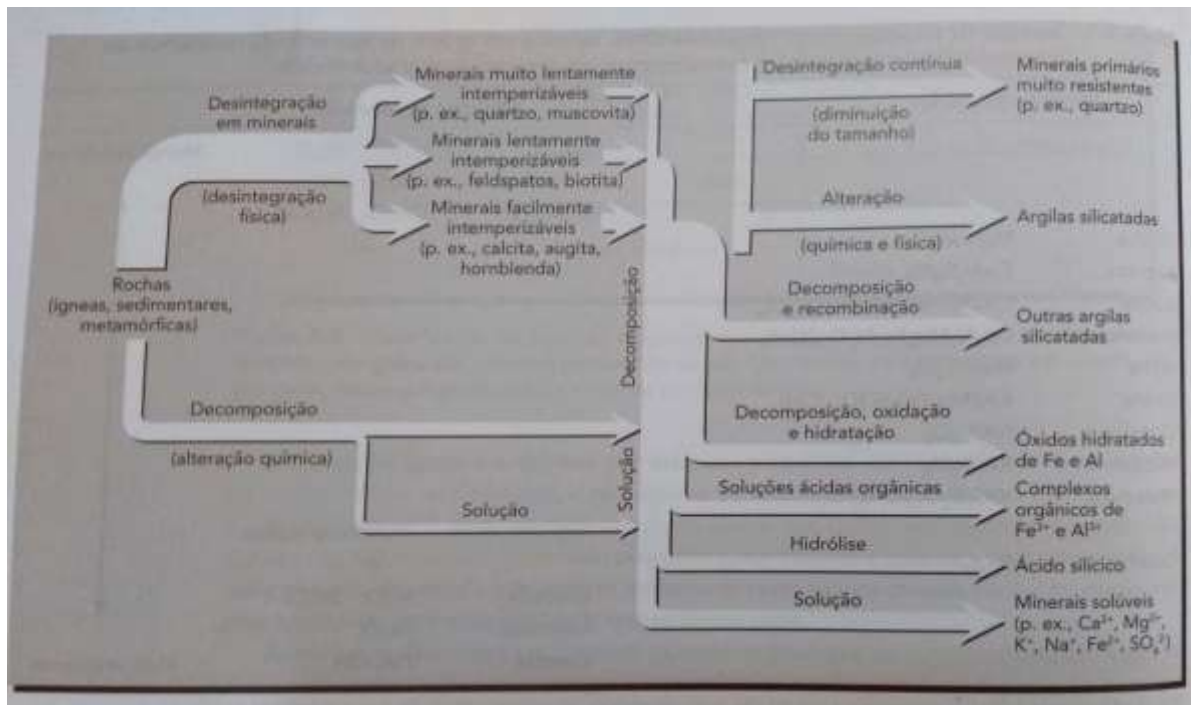 Desintegração
em minerais
(desintegração
física)
Minerais muito lentamente
intemperizáveis
(p. ex., quartzo, muscovita)
Minerais lentamente
intemperizáveis
(p. ex., feldspatos, biotita)
Minerais facilmente
intemperizáveis
(p. ex., calcita, augita,
hornblenda)
Rochas
(ígneas, sedimentares,
metamórficas)
Decomposição
(alteração química)
Solução
Decomposição
Solução
Desintegração contínua
(diminuição
do tamanho)
Minerais primários
muito resistentes
(p. ex., quartzo)
Alteração
(química e física)
Argilas silicatadas
Decomposição
e recombinação
Outras argilas
silicatadas
Decomposição, oxidação
e hidratação
Óxidos hidratados
de Fe e Al
Soluções ácidas orgânicas
Complexos
orgânicos de
Fe³⁺ e Al³⁺
Hidrólise
Ácido silícico
Solução
Minerais solúveis
(p. ex., Ca²⁺, Mg²⁺,
K⁺, Na⁺, Fe²⁺, SO₄²)